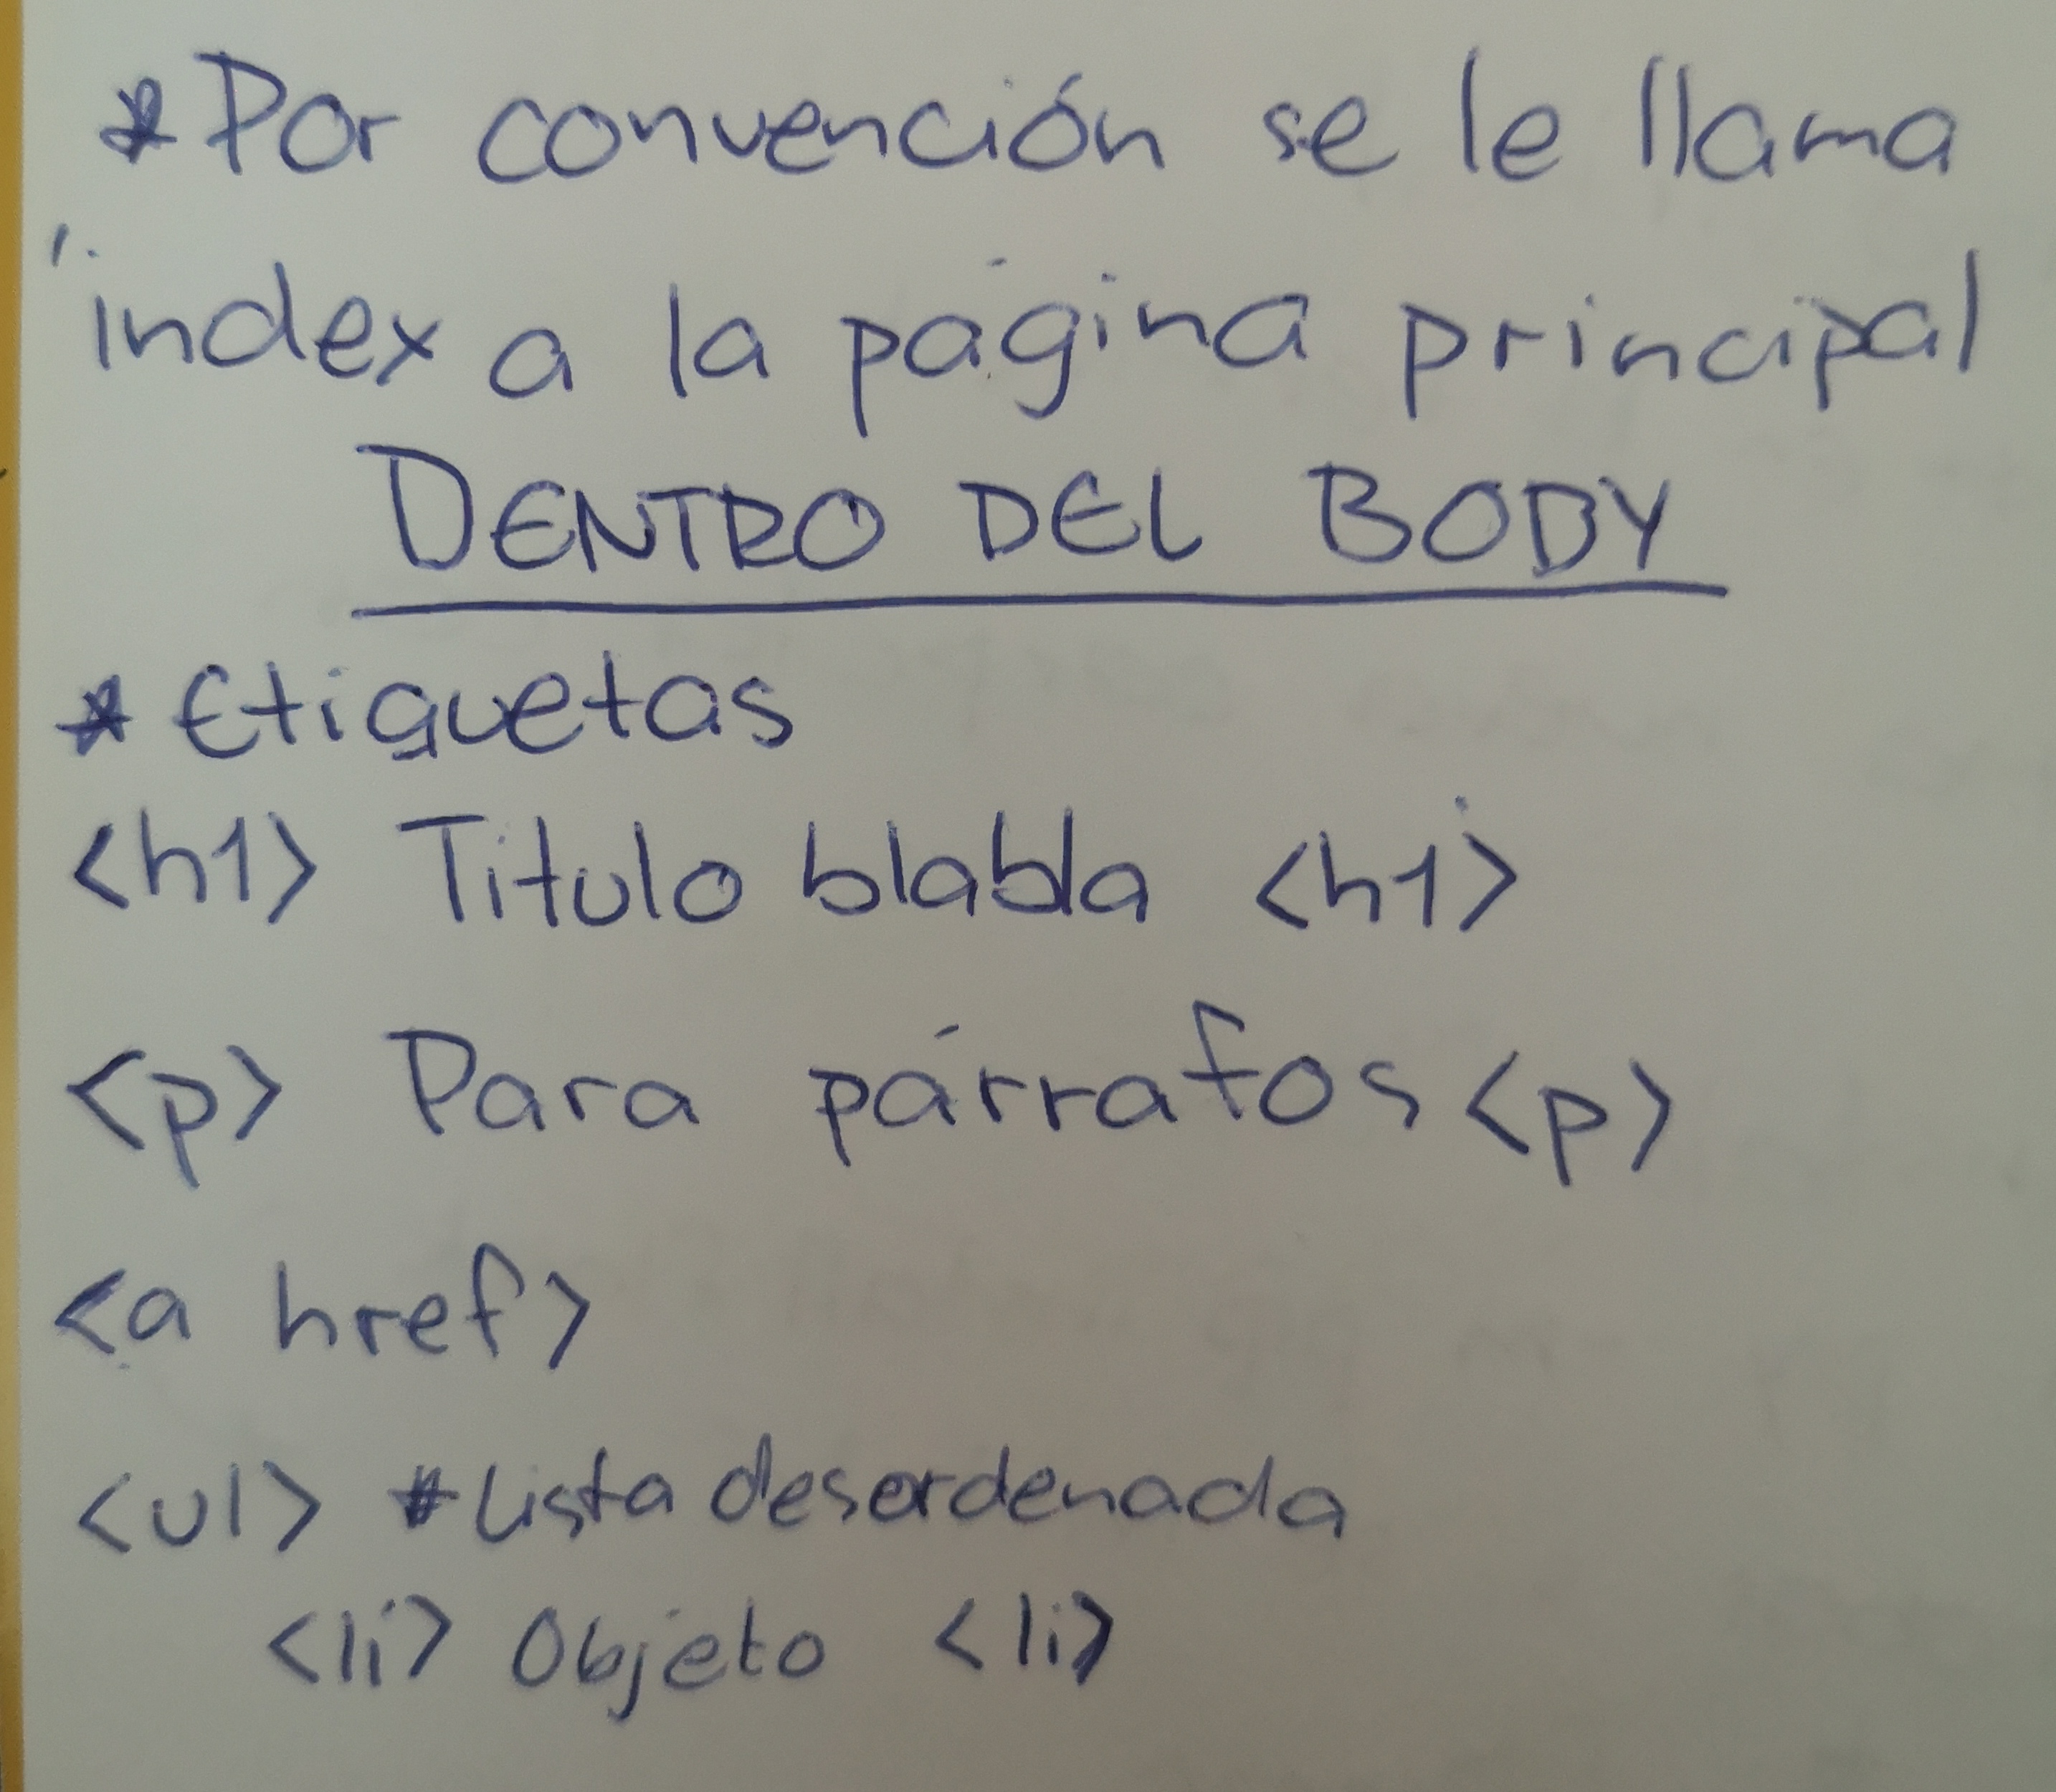 * Por convención se le llama
index a la página principal
DENTRO DEL BODY
* Etiquetas
<h1> Titulo blabla <h1>
<p> Para párrafos <p>
<a href>
<ul> * Lista desordenada
<li> Objeto <li>